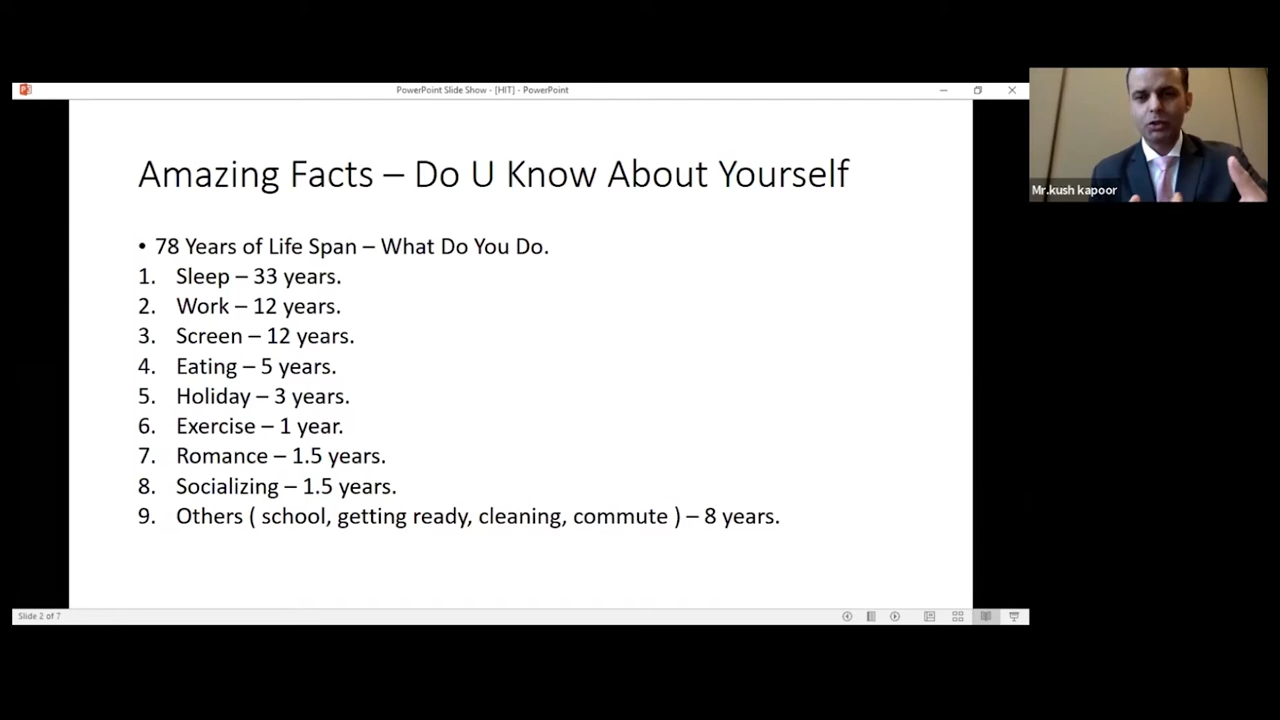 PowerPoint Slide Show - [HIT] - PowerPoint
Amazing Facts – Do U Know About Yourself
• 78 Years of Life Span – What Do You Do.
1. Sleep – 33 years.
2. Work – 12 years.
3. Screen – 12 years.
4. Eating – 5 years.
5. Holiday – 3 years.
6. Exercise – 1 year.
7. Romance – 1.5 years.
8. Socializing – 1.5 years.
9. Others ( school, getting ready, cleaning, commute ) – 8 years.
Mr.kush kapoor
Slide 2 of 7